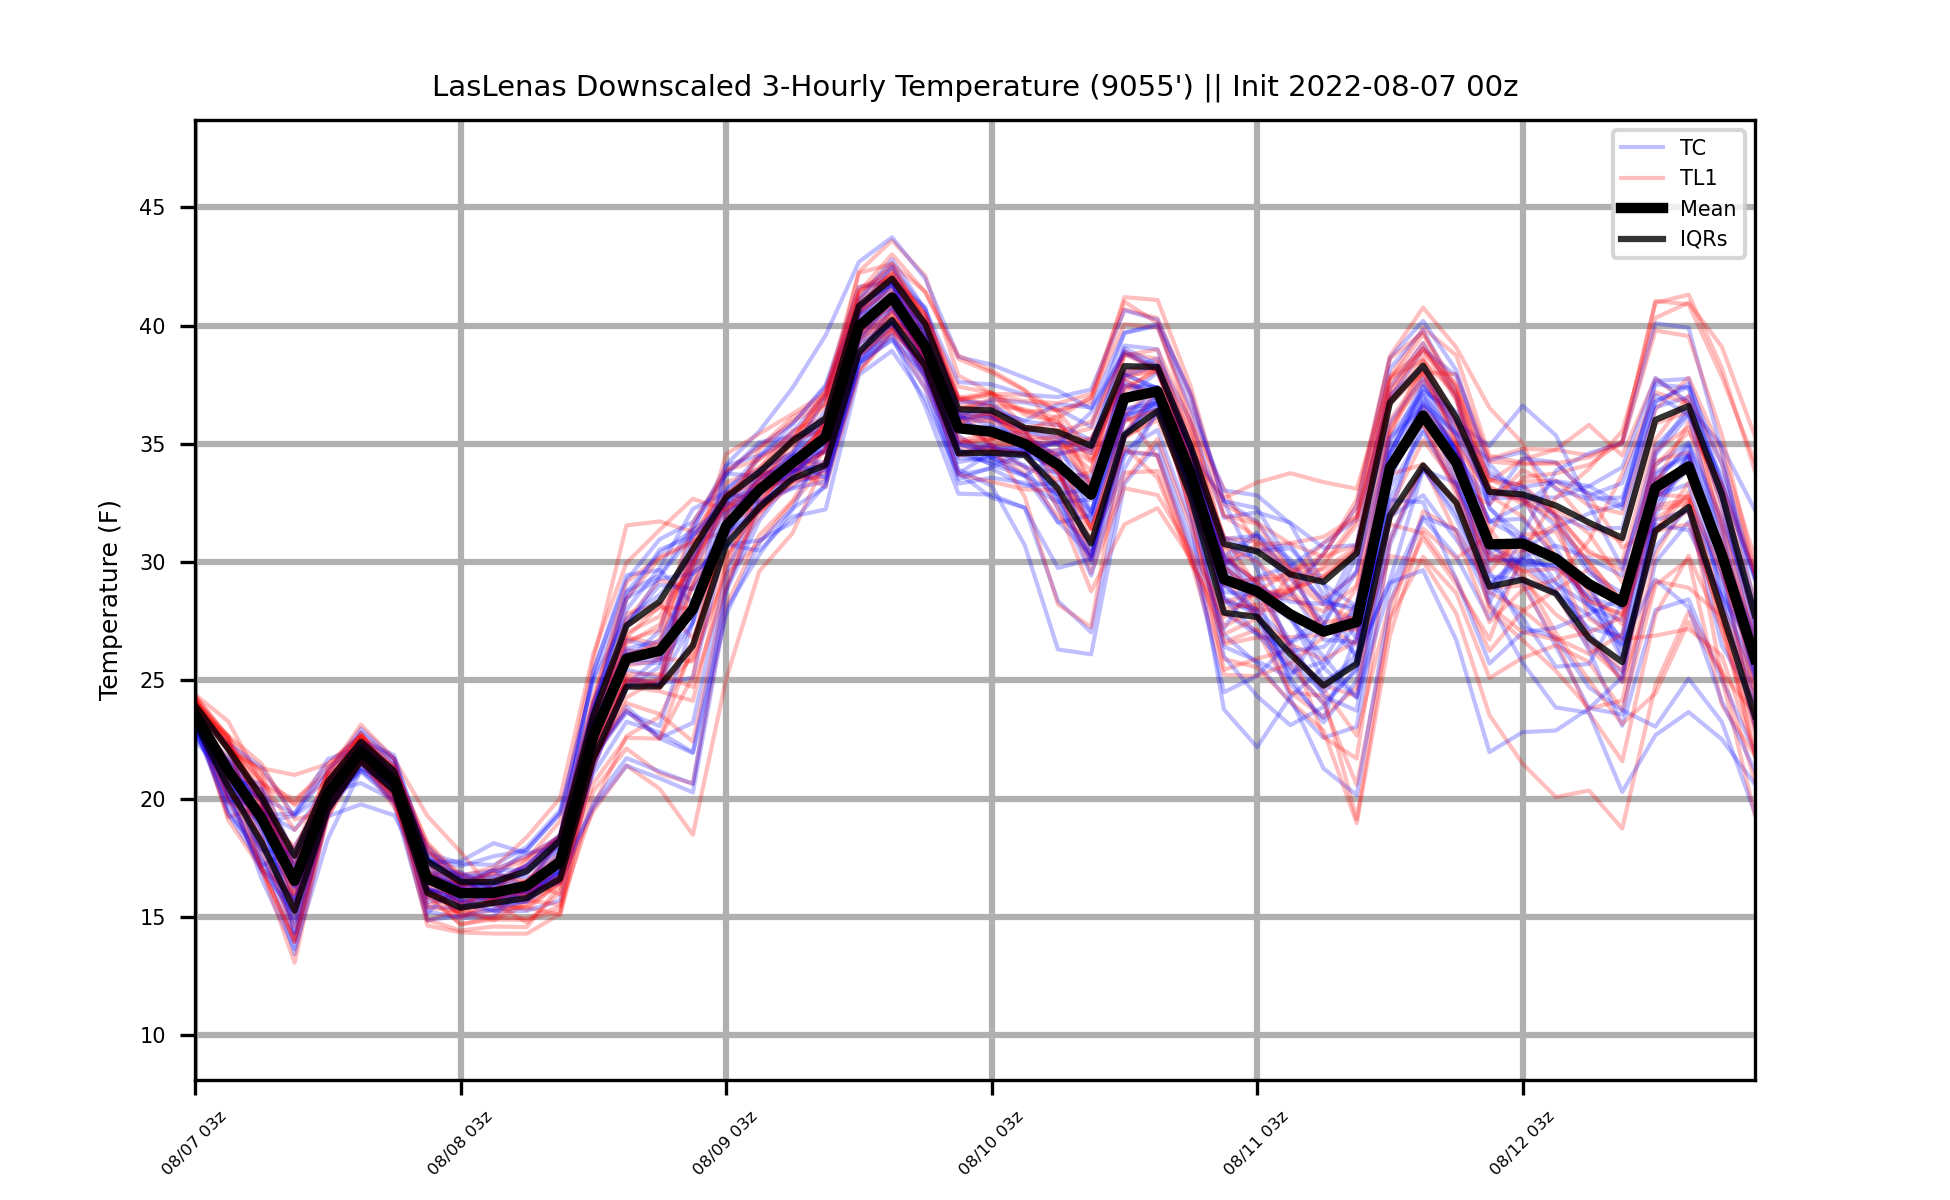 LasLenas Downscaled 3-Hourly Temperature (9055') || Init 2022-08-07 00z
TC
TL1
Mean
IQRs
Temperature (F)
45
40
35
30
25
20
15
10
08/07 03z
08/08 03z
08/09 03z
08/10 03z
08/11 03z
08/12 03z